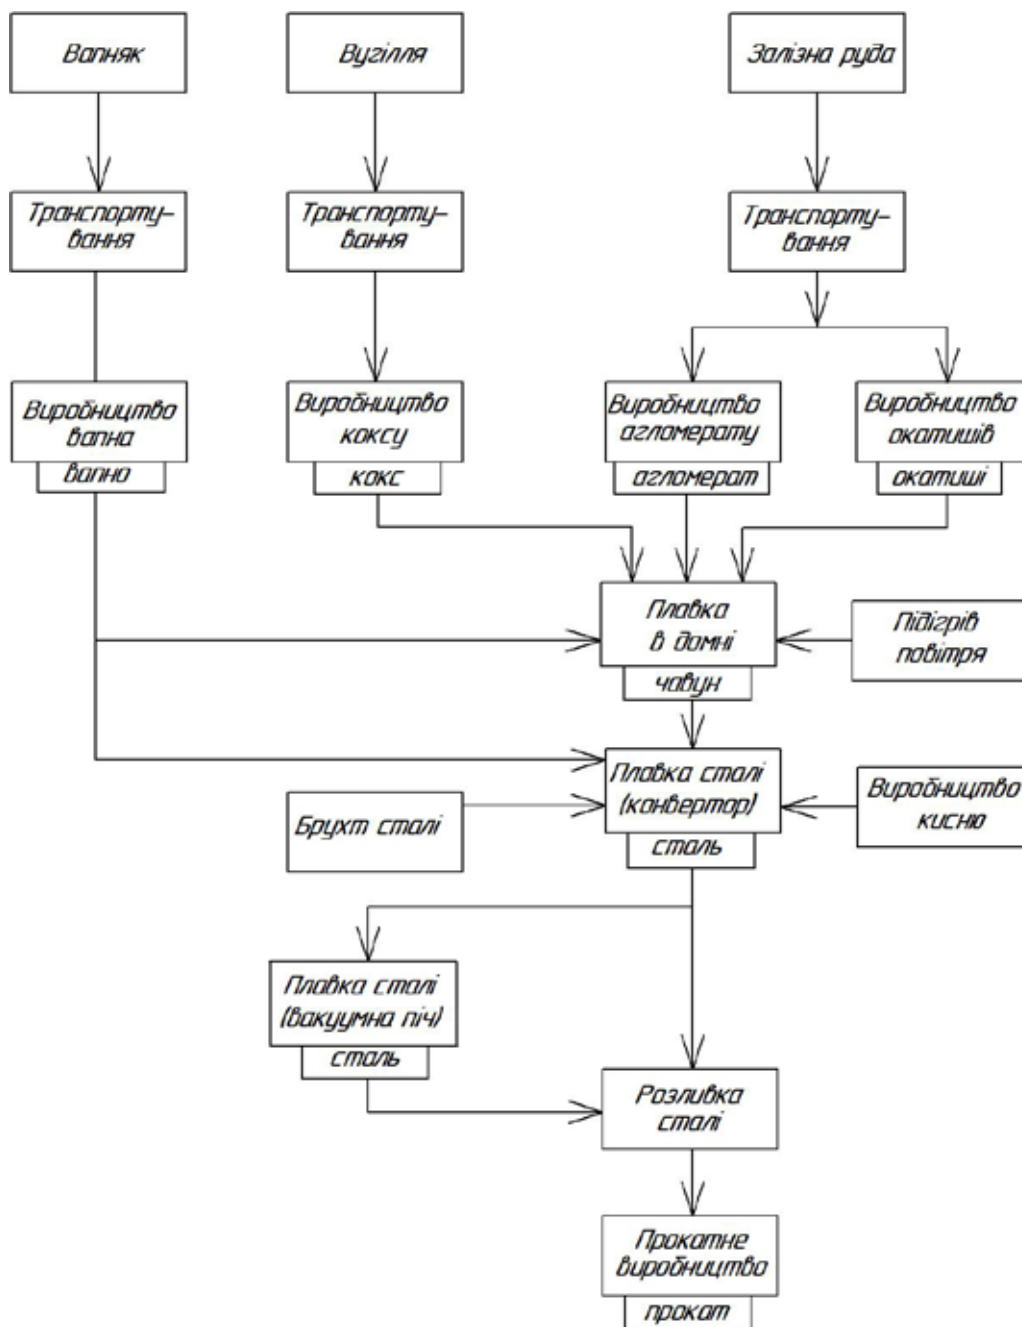 Вапняк
Вугілля
Залізна руда
Транспорту-
вання
Транспорту-
вання
Транспорту-
вання
Виробництво
вапна
вапно
Виробництво
коксу
кокс
Виробництво
агломерату
агломерат
Виробництво
окатишів
окатиші
Плавка
в домні
чавун
Підігрів
повітря
Плавка сталі
(конвертор)
сталь
Брухт сталі
Виробництво
кисню
Плавка сталі
(вакуумна піч)
сталь
Розливка
сталі
Прокатне
виробництво
прокат